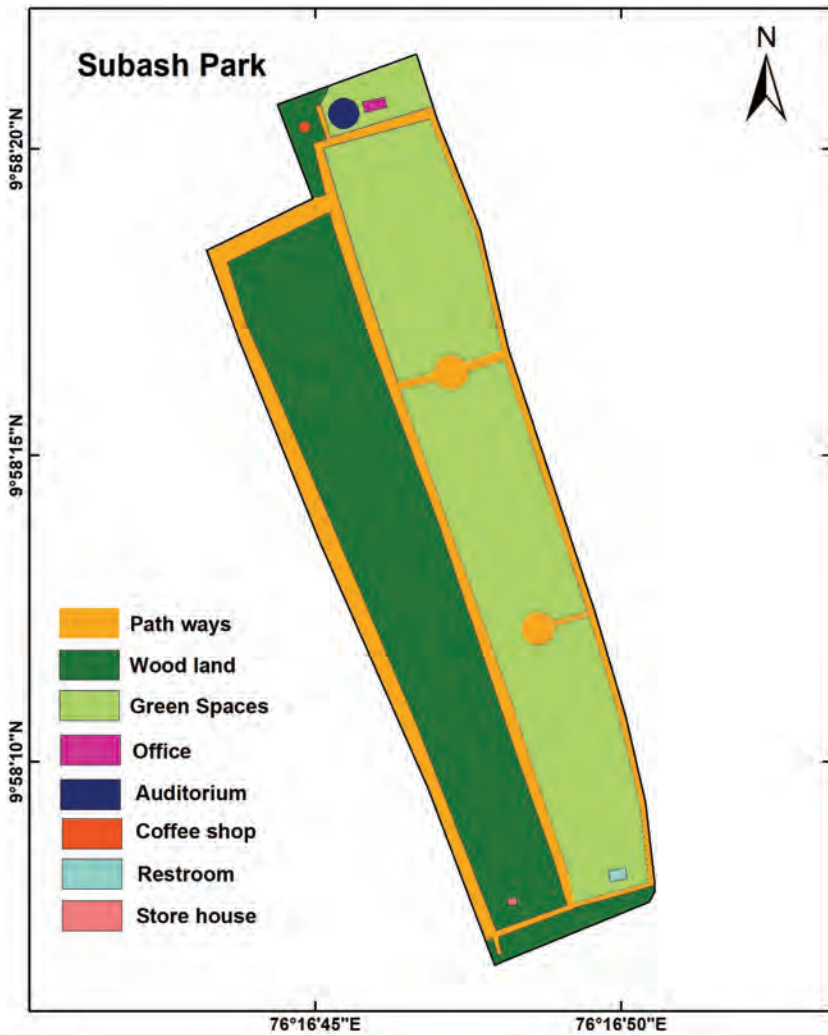 Subash Park
N
9°58'20"N
9°58'15"N
9°58'10"N
Path ways
Wood land
Green Spaces
Office
Auditorium
Coffee shop
Restroom
Store house
76°16'45"E
76°16'50"E